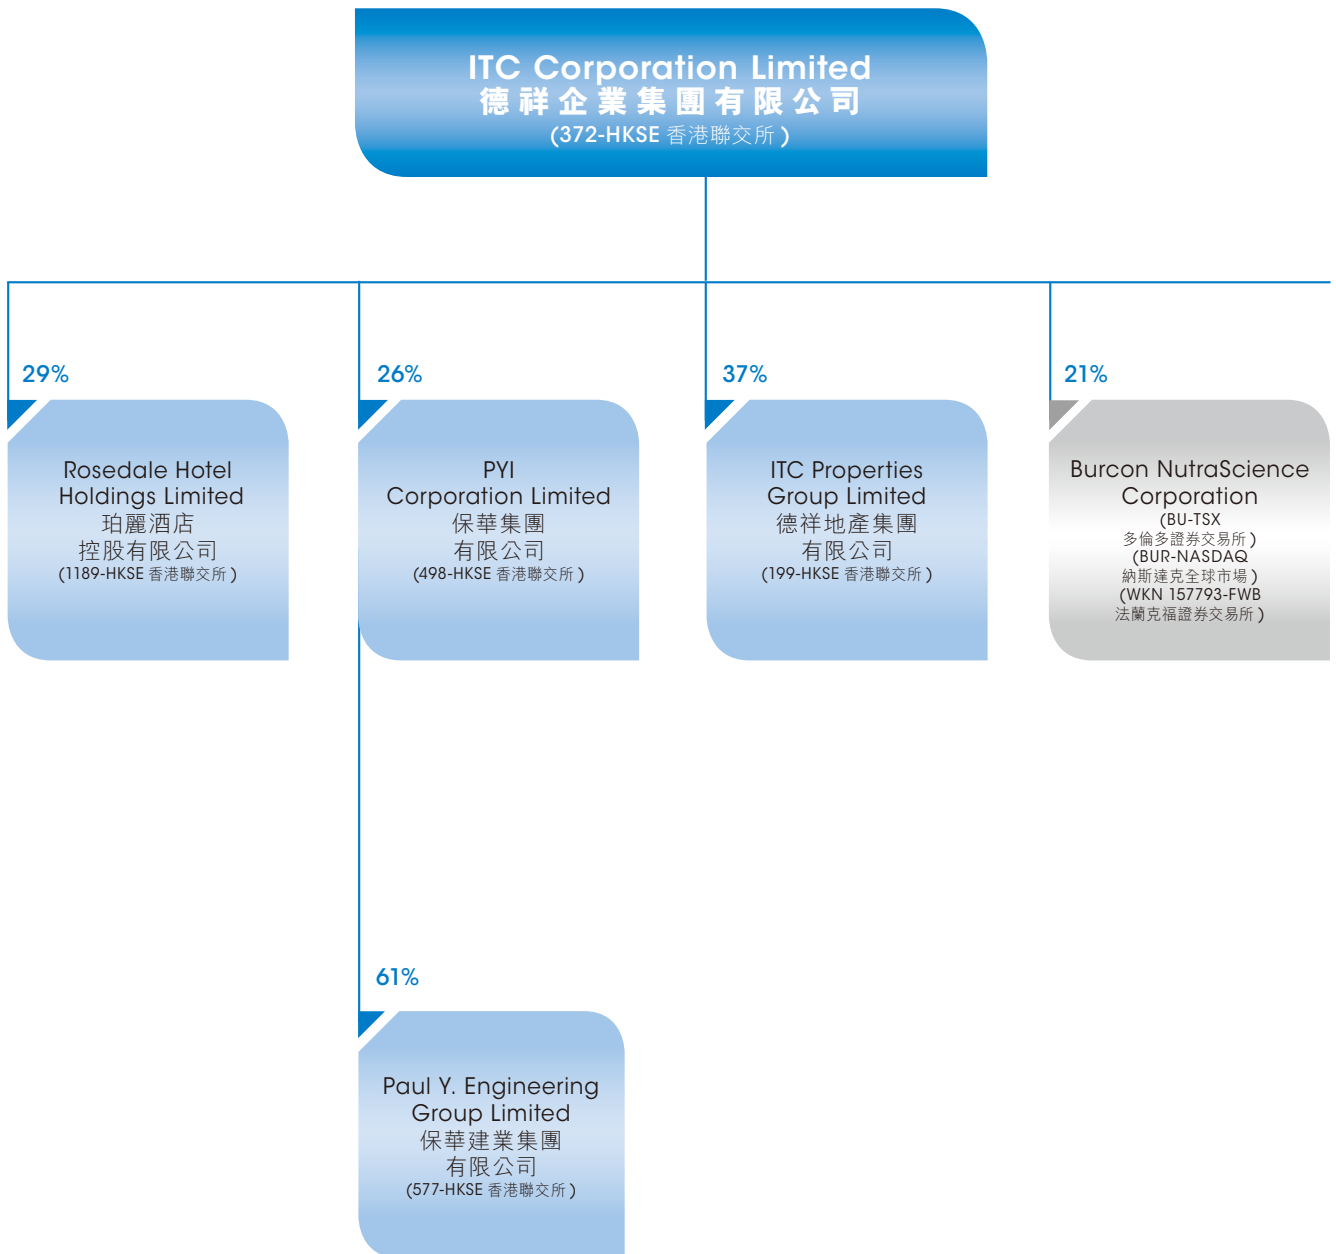 ITC Corporation Limited
德祥企業集團有限公司
(372-HKSE 香港聯交所)
29%
Rosedale Hotel
Holdings Limited
珀麗酒店
控股有限公司
(1189-HKSE 香港聯交所)
26%
PYI
Corporation Limited
保華集團
有限公司
(498-HKSE 香港聯交所)
37%
ITC Properties
Group Limited
德祥地產集團
有限公司
(199-HKSE 香港聯交所)
21%
Burcon NutraScience
Corporation
(BU-TSX
多倫多證券交易所)
(BUR-NASDAQ
納斯達克全球市場)
(WKN 157793-FWB
法蘭克福證券交易所)
61%
Paul Y. Engineering
Group Limited
保華建業集團
有限公司
(577-HKSE 香港聯交所)